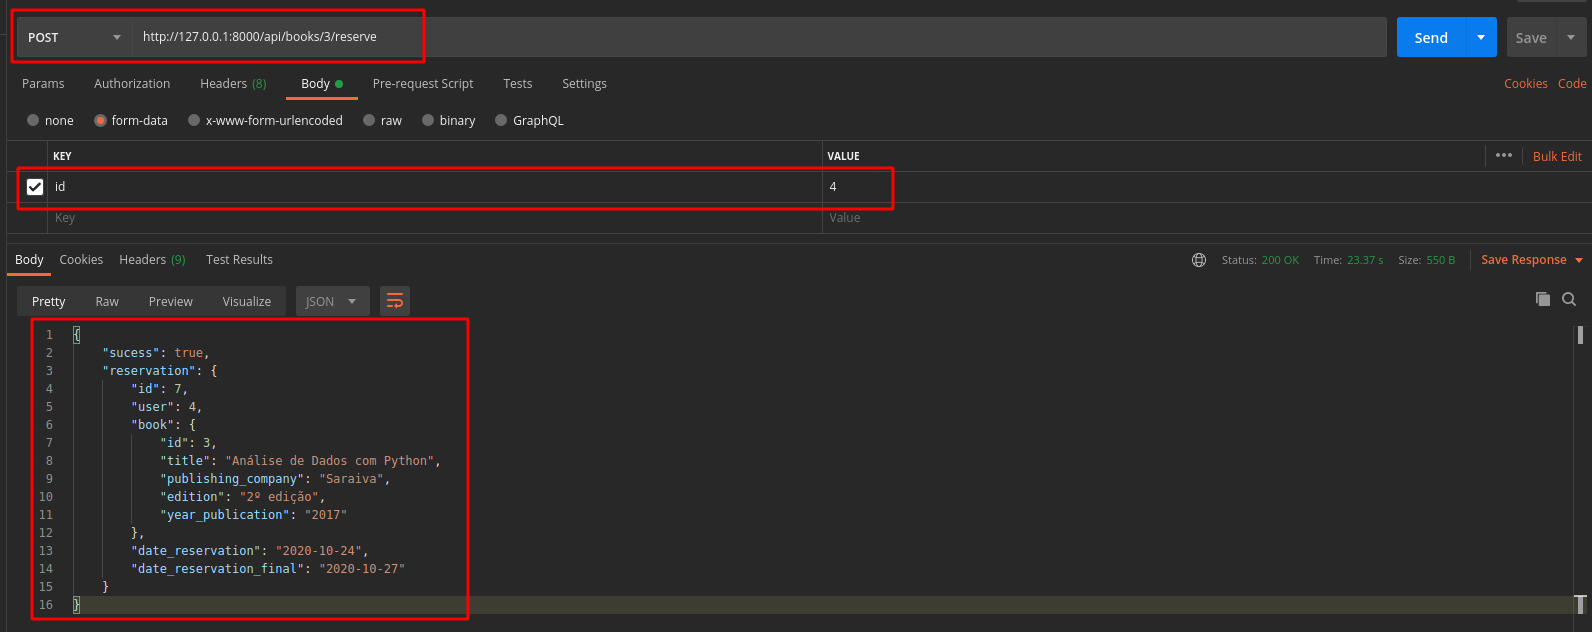 POST http://127.0.0.1:8000/api/books/3/reserve Send Save
Params Authorization Headers (8) Body Pre-request Script Tests Settings Cookies Code
none form-data x-www-form-urlencoded raw binary GraphQL
KEY VALUE ••• Bulk Edit
id 4
Key Value
Body Cookies Headers (9) Test Results Status: 200 OK Time: 23.37 s Size: 550 B Save Response
Pretty Raw Preview Visualize JSON
1 {
2 "sucess": true,
3 "reservation": {
4 "id": 7,
5 "user": 4,
6 "book": {
7 "id": 3,
8 "title": "Análise de Dados com Python",
9 "publishing_company": "Saraiva",
10 "edition": "2º edição",
11 "year_publication": "2017"
12 },
13 "date_reservation": "2020-10-24",
14 "date_reservation_final": "2020-10-27"
15 }
16 }